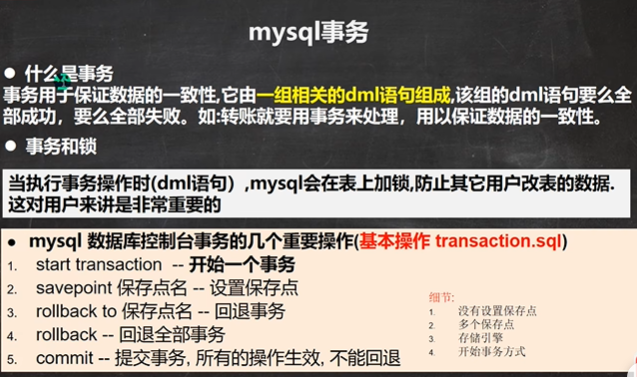 mysql事务
● 什么是事务
事务用于保证数据的一致性,它由一组相关的dml语句组成,该组的dml语句要么全
部成功，要么全部失败。如:转账就要用事务来处理，用以保证数据的一致性。
● 事务和锁
当执行事务操作时(dml语句）,mysql会在表上加锁,防止其它用户改表的数据.
这对用户来讲是非常重要的
● mysql 数据库控制台事务的几个重要操作(基本操作 transaction.sql)
1. start transaction -- 开始一个事务
2. savepoint 保存点名 -- 设置保存点
3. rollback to 保存点名 -- 回退事务
4. rollback -- 回退全部事务
5. commit -- 提交事务, 所有的操作生效, 不能回退
细节:
1. 没有设置保存点
2. 多个保存点
3. 存储引擎
4. 开始事务方式